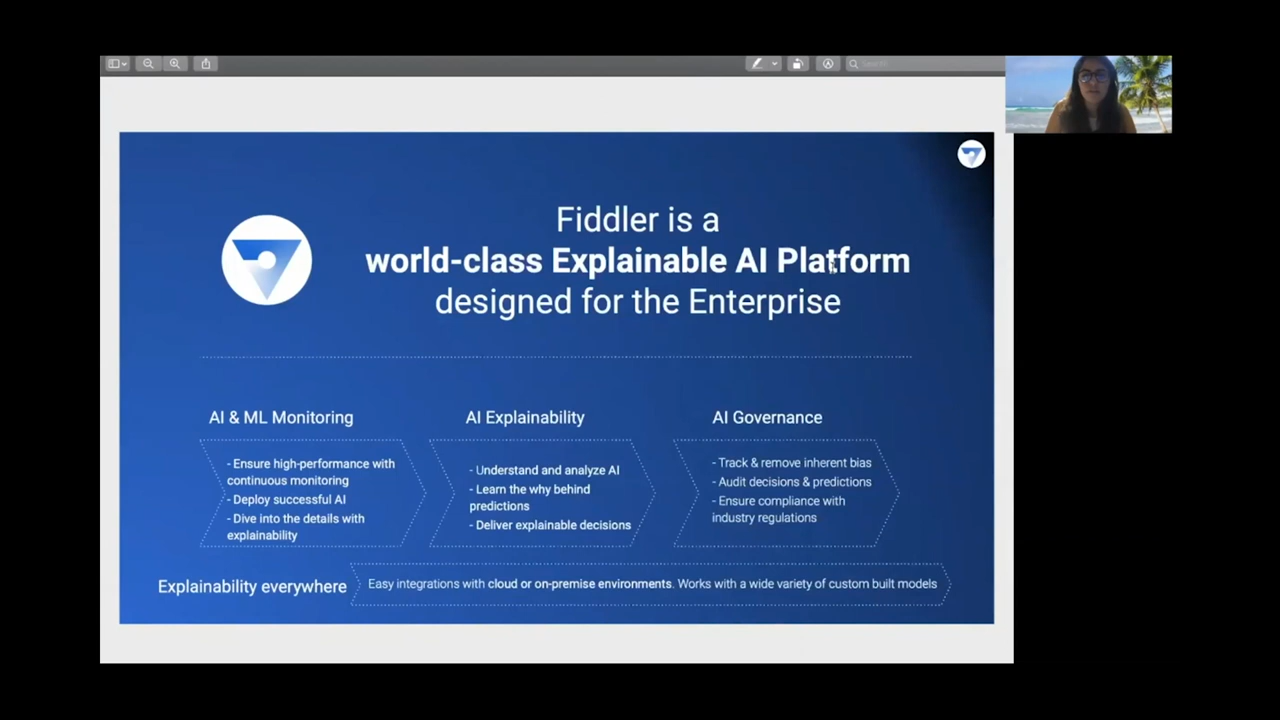 Search
Fiddler is a
world-class Explainable AI Platform
designed for the Enterprise
AI & ML Monitoring
- Ensure high-performance with
continuous monitoring
- Deploy successful AI
- Dive into the details with
explainability
AI Explainability
- Understand and analyze AI
- Learn the why behind
predictions
- Deliver explainable decisions
AI Governance
- Track & remove inherent bias
- Audit decisions & predictions
- Ensure compliance with
industry regulations
Explainability everywhere
Easy integrations with cloud or on-premise environments. Works with a wide variety of custom built models